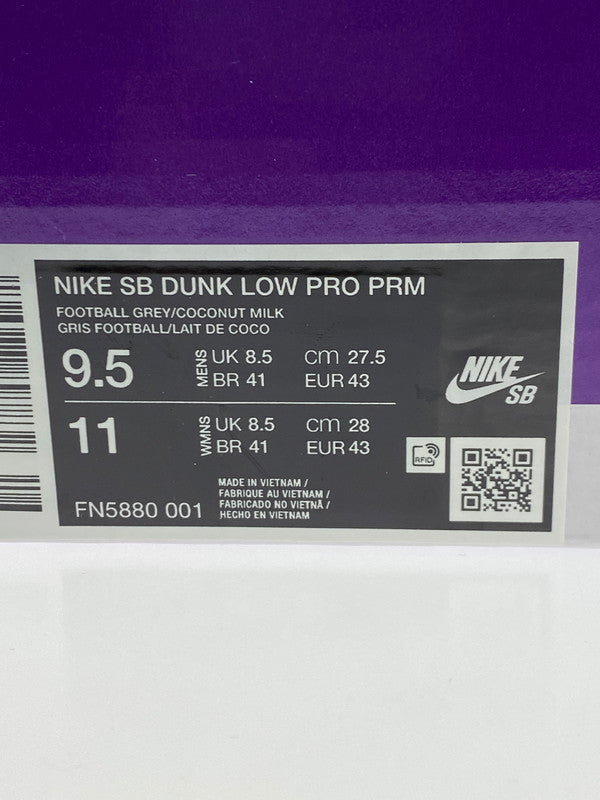 NIKE SB DUNK LOW PRO PRM
FOOTBALL GREY/COCONUT MILK
GRIS FOOTBALL/LAIT DE COCO
9.5 MENS UK 8.5 CM 27.5
BR 41 EUR 43
11 WMNS UK 8.5 CM 28
BR 41 EUR 43
NIKE
SB
RFID
FN5880 001
MADE IN VIETNAM /
FABRIQUE AU VIETNAM /
FABRICADO NO VIETNÃ /
HECHO EN VIETNAM